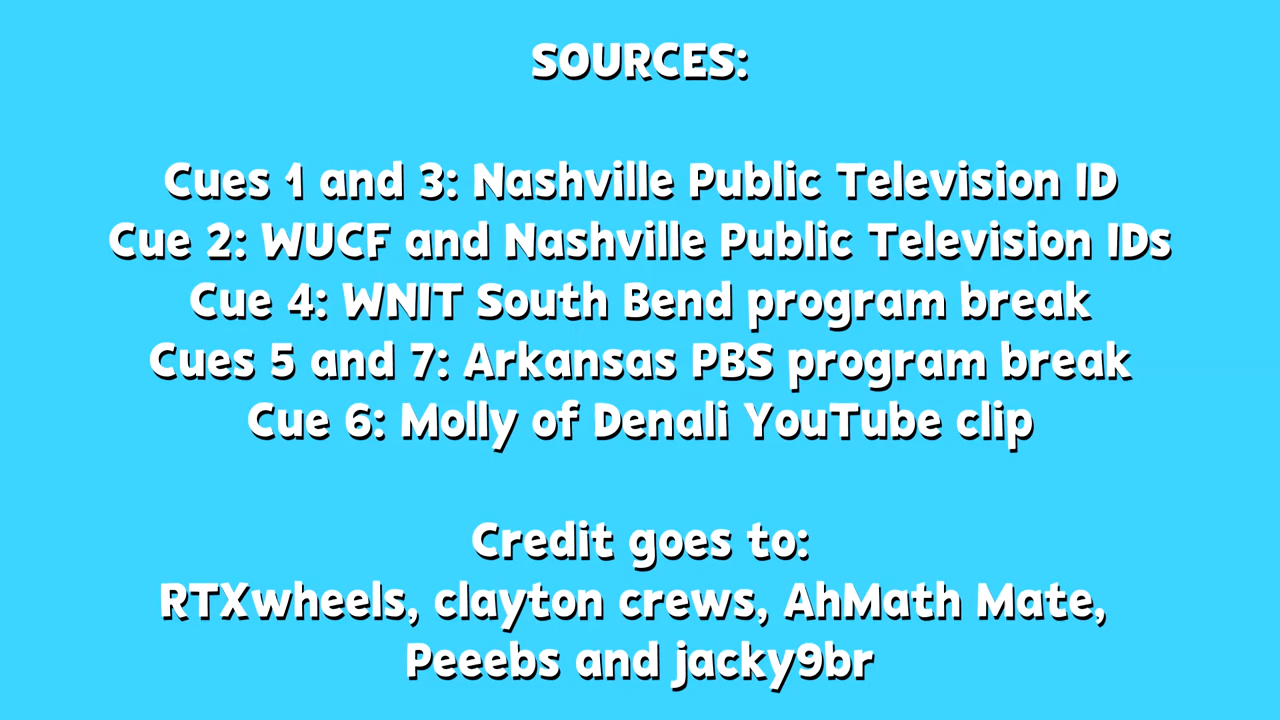 SOURCES:
Cues 1 and 3: Nashville Public Television ID
Cue 2: WUCF and Nashville Public Television IDs
Cue 4: WNIT South Bend program break
Cues 5 and 7: Arkansas PBS program break
Cue 6: Molly of Denali YouTube clip
Credit goes to:
RTXwheels, clayton crews, AhMath Mate,
Peeebs and jacky9br